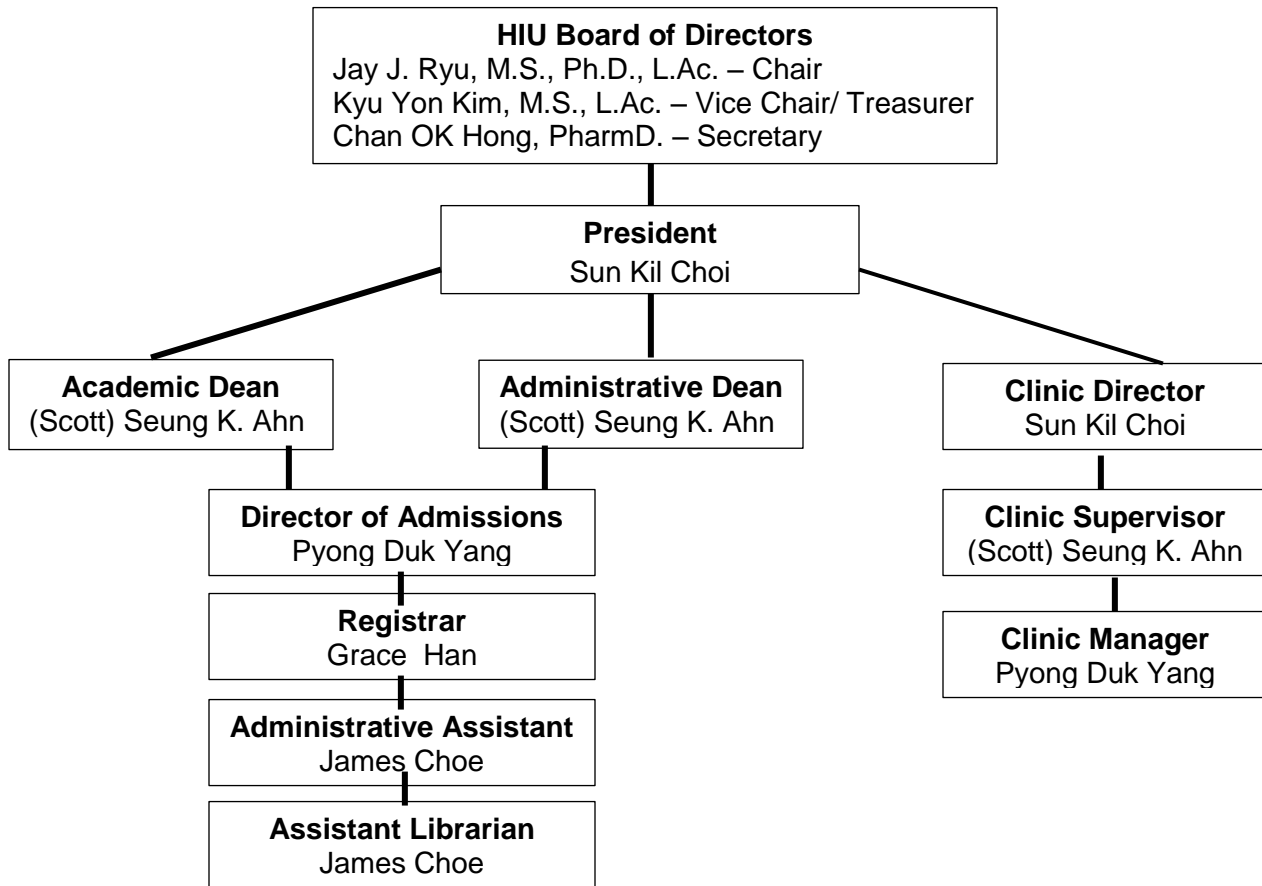 HIU Board of Directors
Jay J. Ryu, M.S., Ph.D., L.Ac. – Chair
Kyu Yon Kim, M.S., L.Ac. – Vice Chair/ Treasurer
Chan OK Hong, PharmD. – Secretary
President
Sun Kil Choi
Academic Dean
(Scott) Seung K. Ahn
Administrative Dean
(Scott) Seung K. Ahn
Clinic Director
Sun Kil Choi
Director of Admissions
Pyong Duk Yang
Clinic Supervisor
(Scott) Seung K. Ahn
Registrar
Grace  Han
Clinic Manager
Pyong Duk Yang
Administrative Assistant
James Choe
Assistant Librarian
James Choe